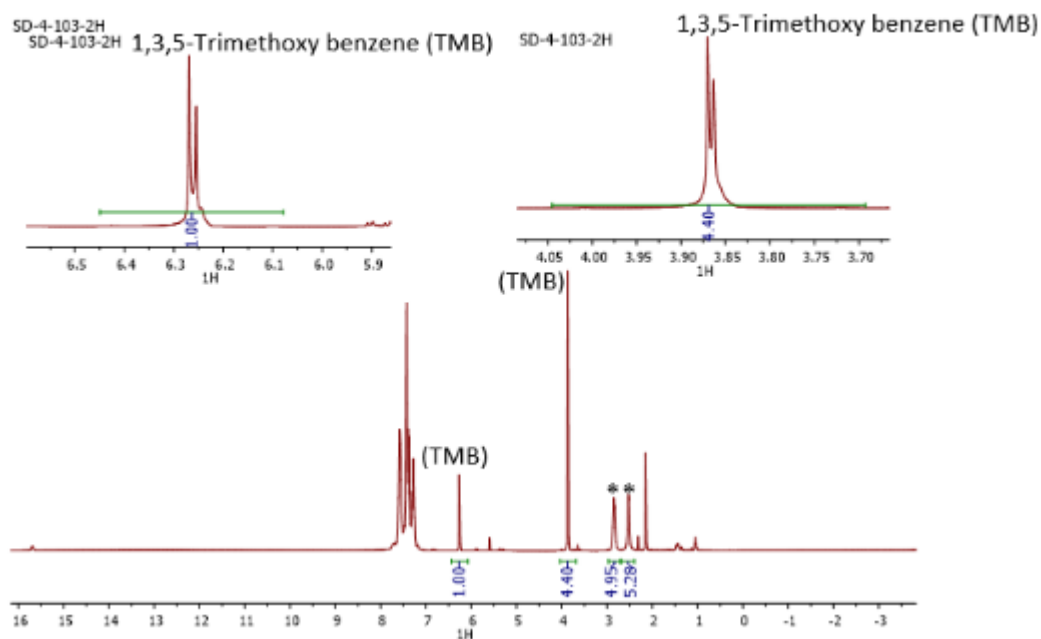 SD-4-103-2H
SD-4-103-2H 1,3,5-Trimethoxy benzene (TMB)
1.00
6.5 6.4 6.3 6.2 6.1 6.0 5.9
1H
1,3,5-Trimethoxy benzene (TMB)
SD-4-103-2H
4.40
4.05 4.00 3.95 3.90 3.85 3.80 3.75 3.70
1H
(TMB)
(TMB)
* *
1.00 4.40 4.95 5.28
16 15 14 13 12 11 10 9 8 7 6 5 4 3 2 1 0 -1 -2 -3
1H